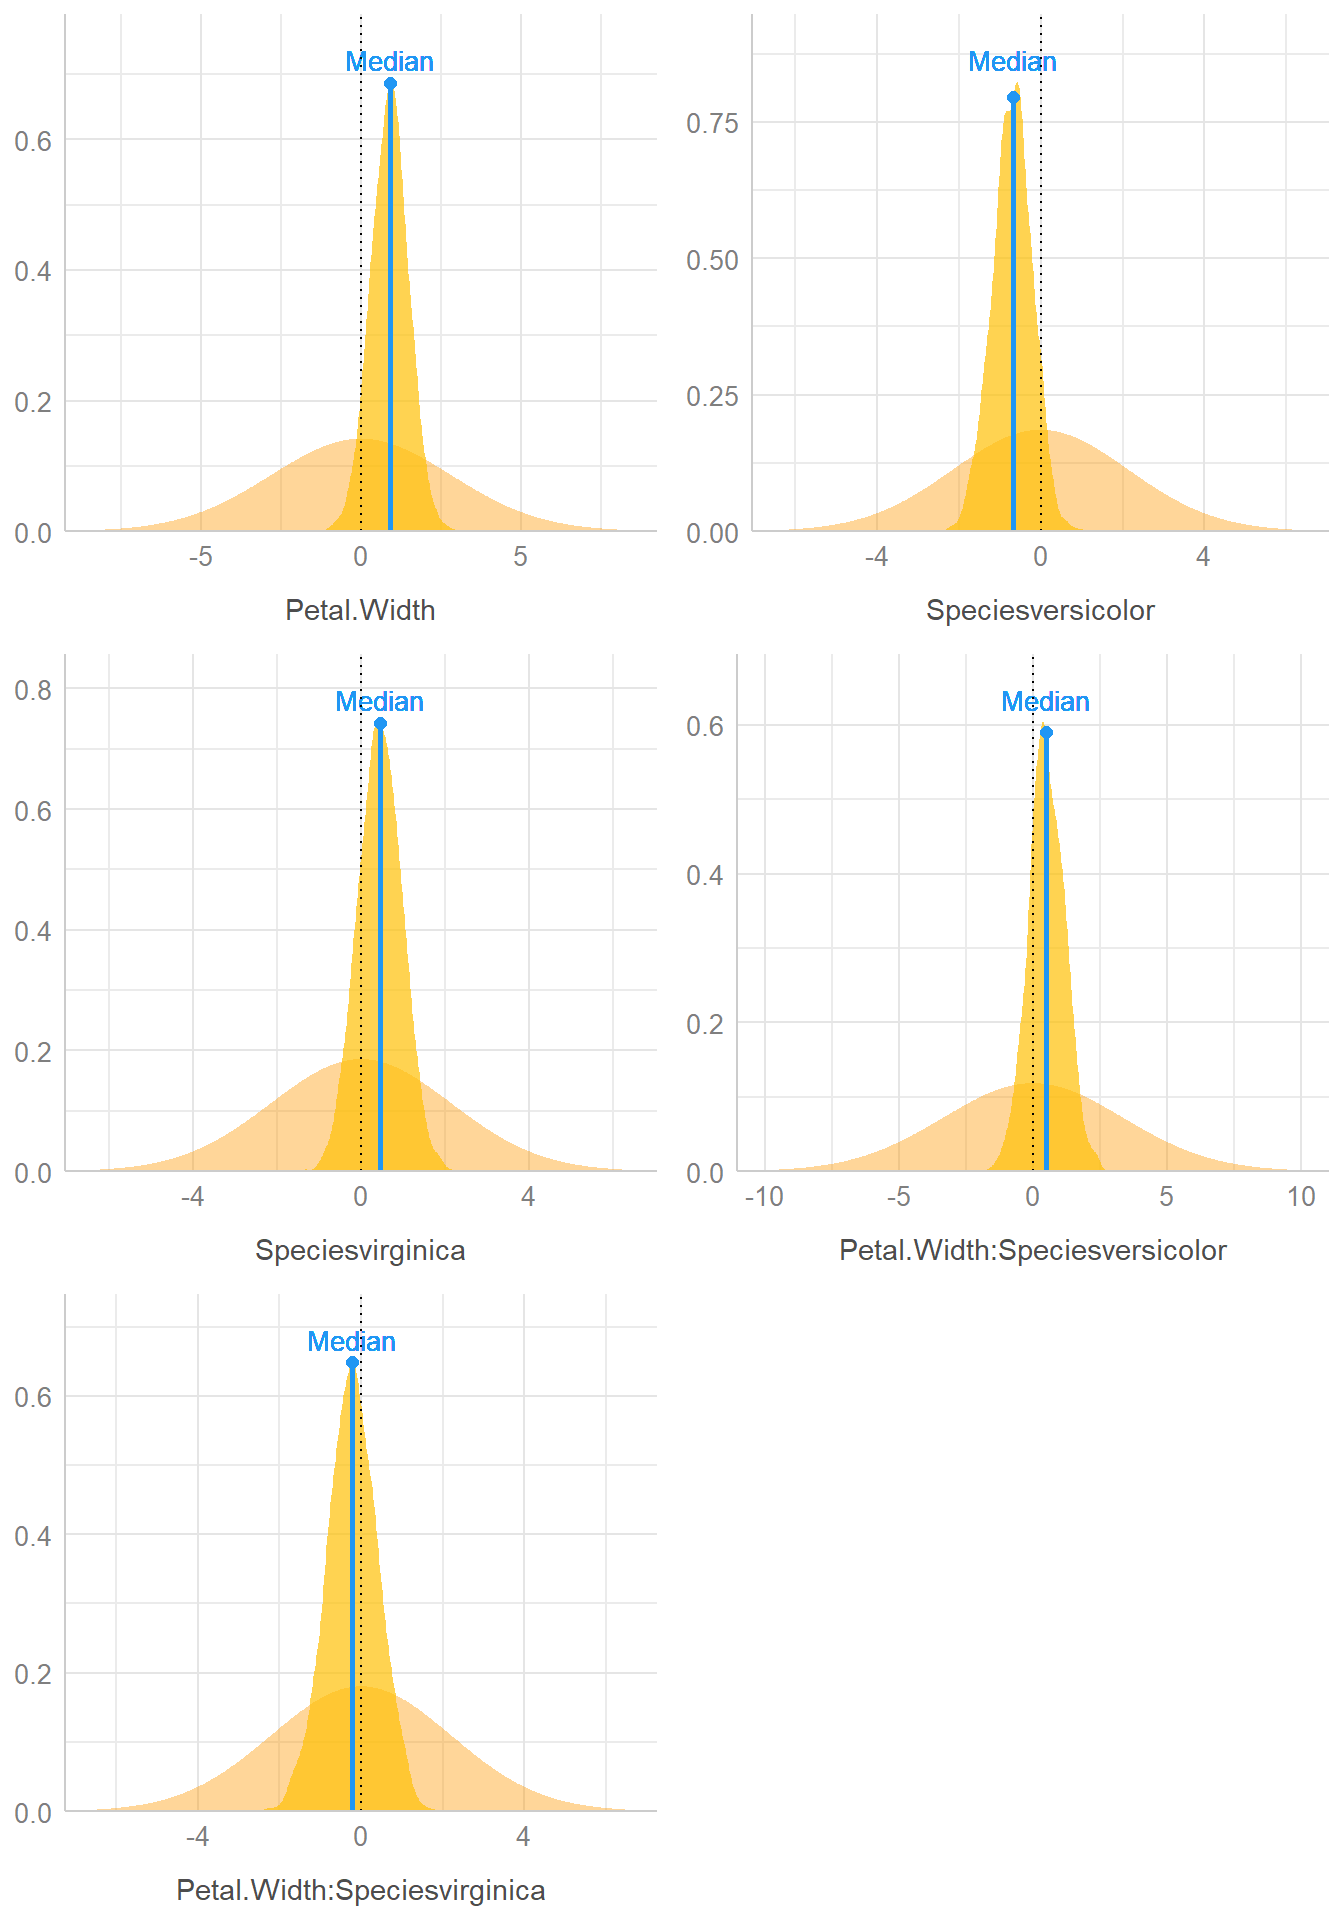 Median
0.6
0.4
0.2
0.0
-5 0 5
Petal.Width
Median
0.75
0.50
0.25
0.00
-4 0 4
Speciesversicolor
Median
0.8
0.6
0.4
0.2
0.0
-4 0 4
Speciesvirginica
Median
0.6
0.4
0.2
0.0
-10 -5 0 5 10
Petal.Width:Speciesversicolor
Median
0.6
0.4
0.2
0.0
-4 0 4
Petal.Width:Speciesvirginica